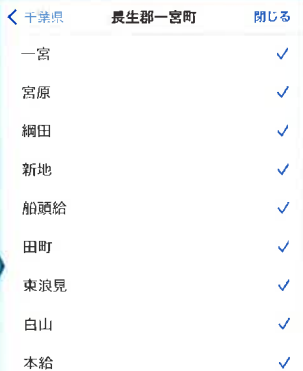 千葉県 長生郡一宮町 閉じる
一宮
宮原
綱田
新地
船頭給
田町
東浪見
白山
本給